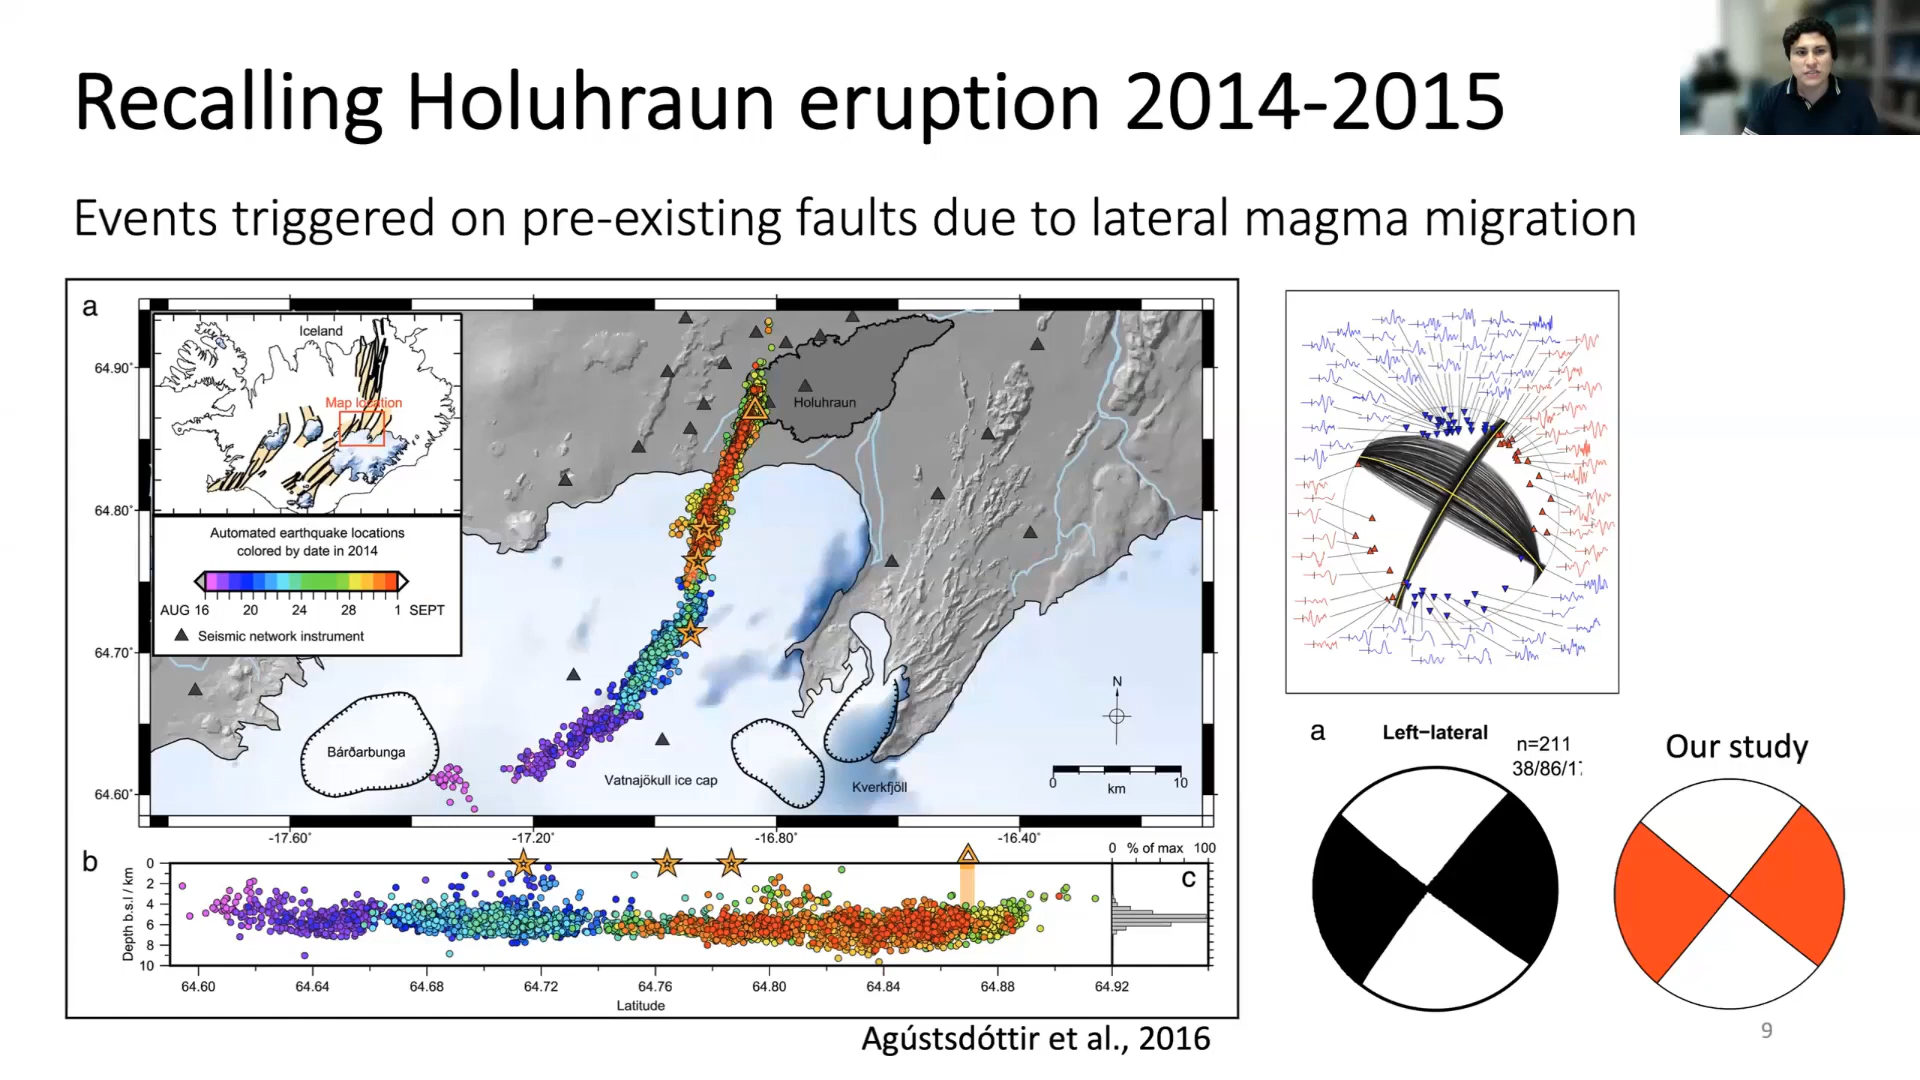 Recalling Holuhraun eruption 2014-2015
Events triggered on pre-existing faults due to lateral magma migration
a
Iceland
Map location
Automated earthquake locations
colored by date in 2014
AUG 16 20 24 28 1 SEPT
Seismic network instrument
64.90°
64.80°
64.70°
64.60°
Holuhraun
Bárðarbunga
Vatnajökull ice cap
Kverkfjöll
N
0 10
km
-17.60° -17.20° -16.80° -16.40°
b
Depth b.s.l / km
0
2
4
6
8
10
0 % of max 100
c
64.60 64.64 64.68 64.72 64.76 64.80 64.84 64.88 64.92
Latitude
Agústsdóttir et al., 2016
a
Left-lateral
n=211
Our study
9